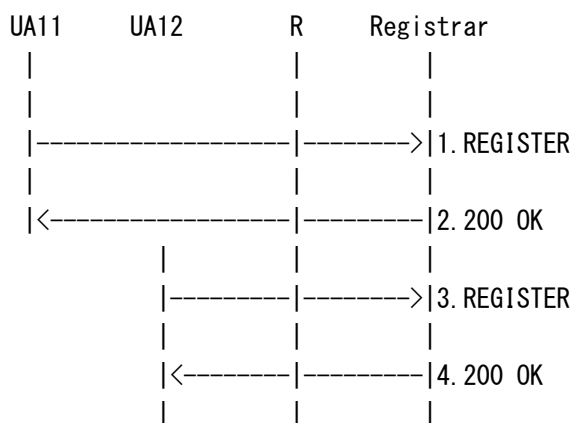 UA11 UA12 R Registrar
1.REGISTER
2.200 OK
3.REGISTER
4.200 OK